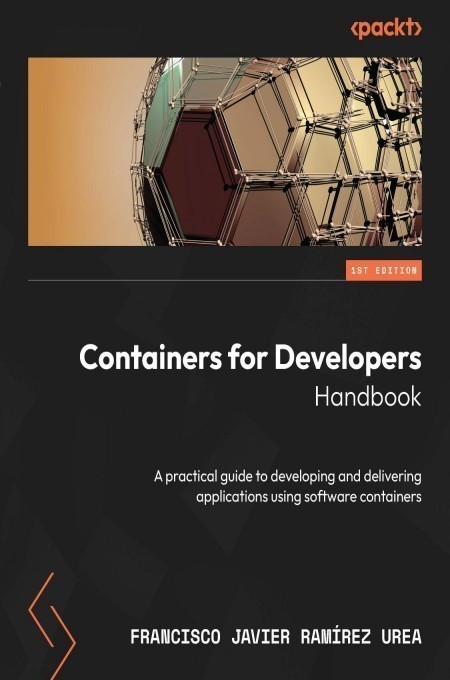 <packt>
1ST EDITION
Containers for Developers
Handbook
A practical guide to developing and delivering
applications using software containers
FRANCISCO JAVIER RAMÍREZ UREA